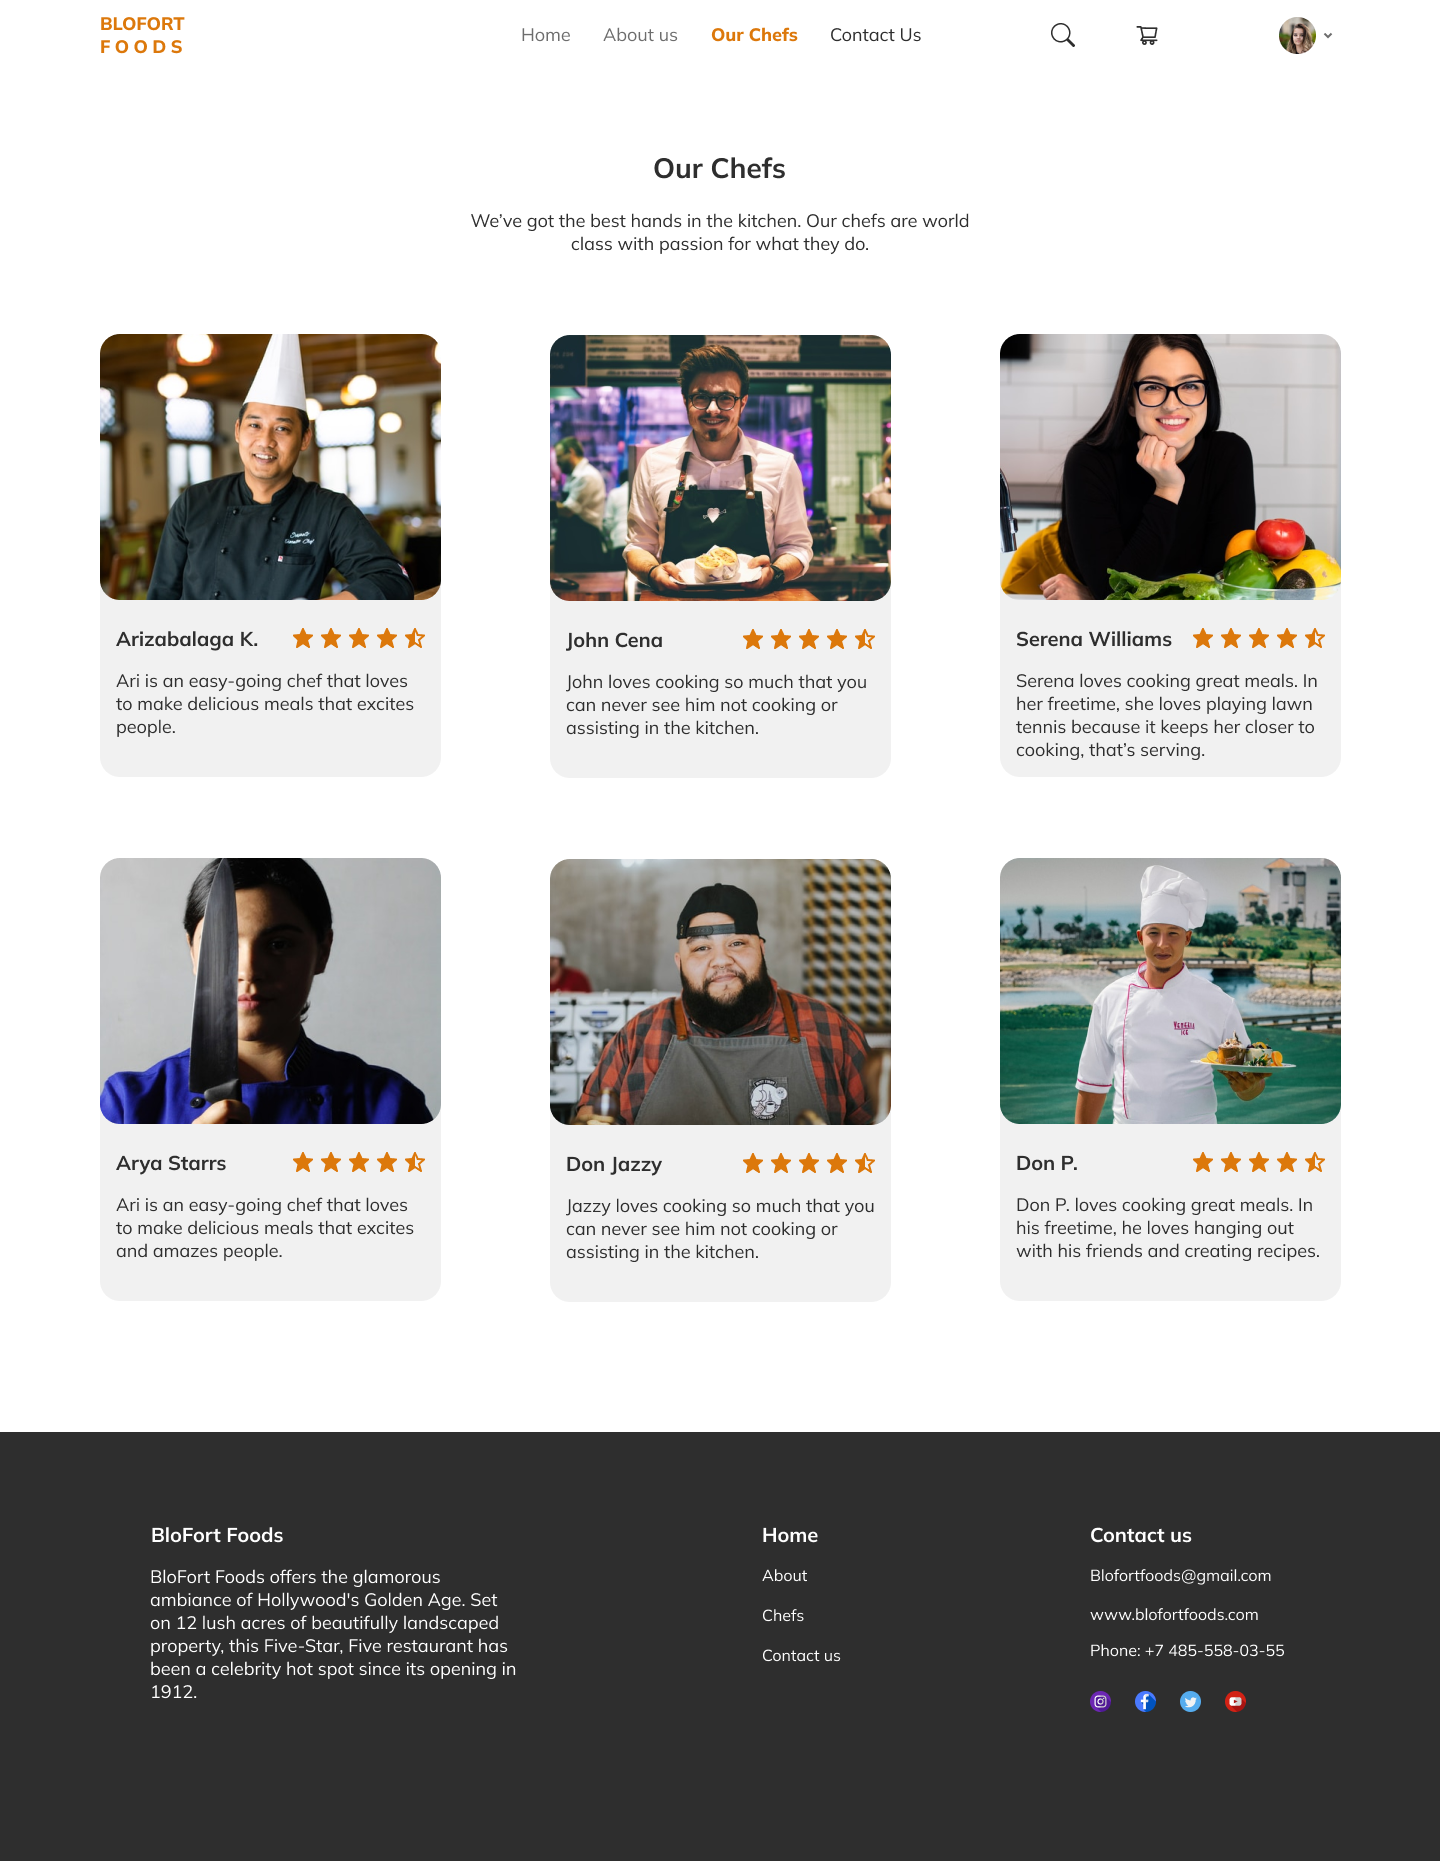 BLOFORT
FOODS
Home
About us
Our Chefs
Contact Us
Our Chefs
We’ve got the best hands in the kitchen. Our chefs are world
class with passion for what they do.
Arizabalaga K.
Ari is an easy-going chef that loves
to make delicious meals that excites
people.
John Cena
John loves cooking so much that you
can never see him not cooking or
assisting in the kitchen.
Serena Williams
Serena loves cooking great meals. In
her freetime, she loves playing lawn
tennis because it keeps her closer to
cooking, that’s serving.
Arya Starrs
Ari is an easy-going chef that loves
to make delicious meals that excites
and amazes people.
Don Jazzy
Jazzy loves cooking so much that you
can never see him not cooking or
assisting in the kitchen.
Don P.
Don P. loves cooking great meals. In
his freetime, he loves hanging out
with his friends and creating recipes.
BloFort Foods
BloFort Foods offers the glamorous
ambiance of Hollywood's Golden Age. Set
on 12 lush acres of beautifully landscaped
property, this Five-Star, Five restaurant has
been a celebrity hot spot since its opening in
1912.
Home
About
Chefs
Contact us
Contact us
Blofortfoods@gmail.com
www.blofortfoods.com
Phone: +7 485-558-03-55